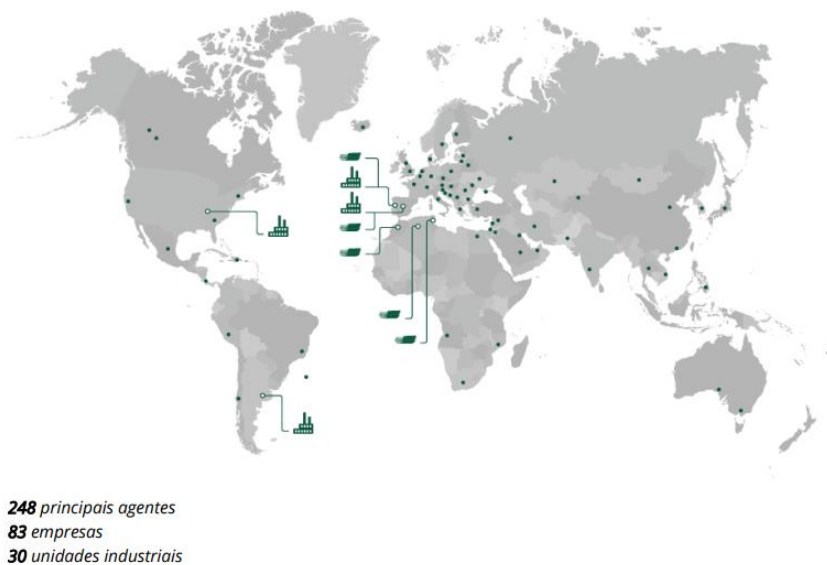 248 principais agentes
83 empresas
30 unidades industriais